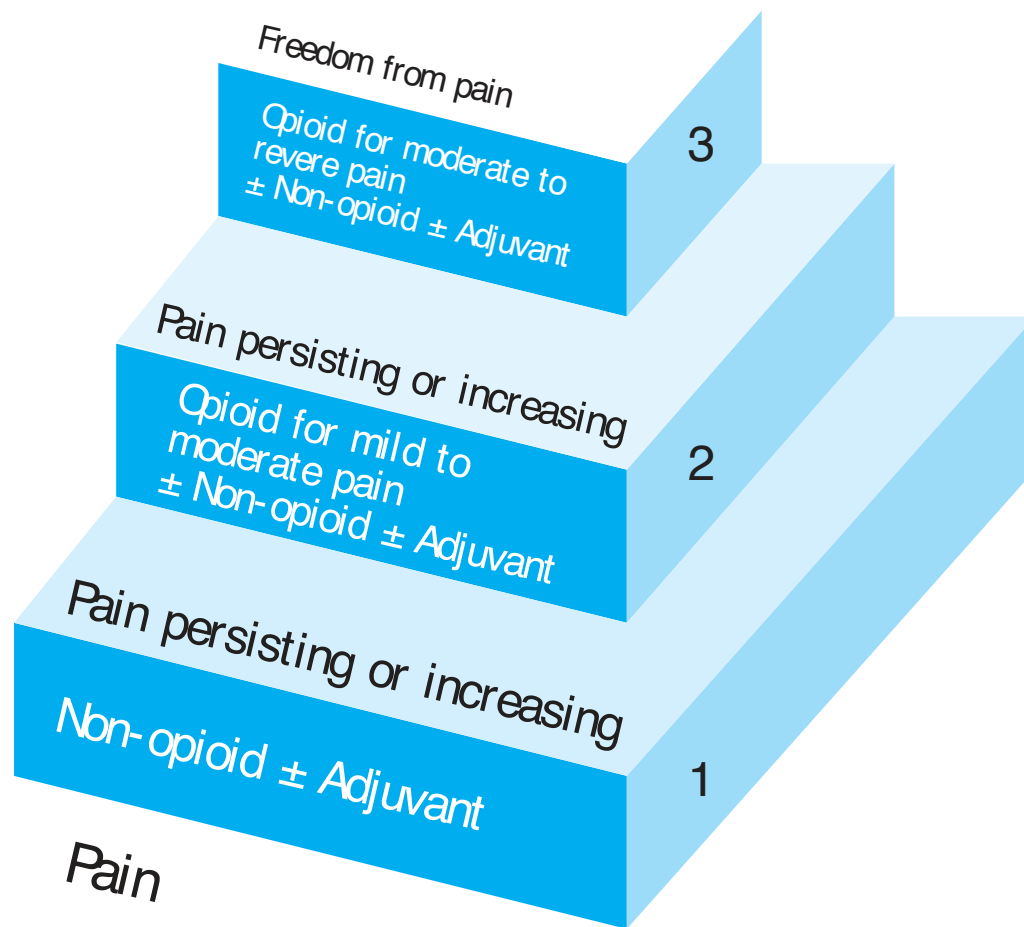 Freedom from pain
Opioid for moderate to
revere pain
± Non-opioid ± Adjuvant
3
Pain persisting or increasing
Opioid for mild to
moderate pain
± Non-opioid ± Adjuvant
2
Pain persisting or increasing
Non-opioid ± Adjuvant
1
Pain